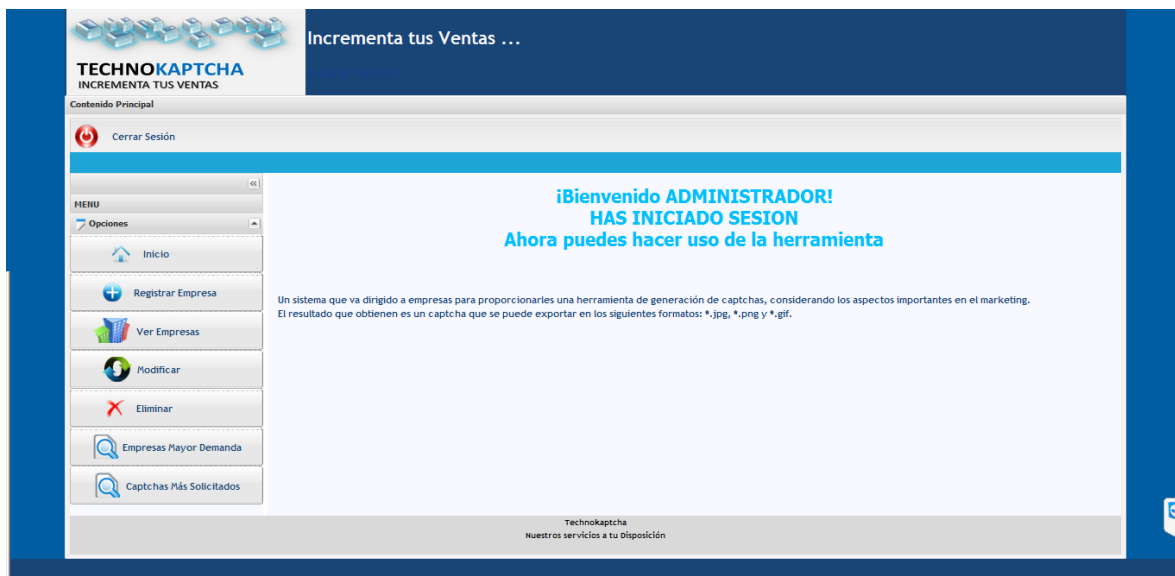 Incrementa tus Ventas ...
TECHNOKAPTCHA
INCREMENTA TUS VENTAS
Contenido Principal
Cerrar Sesión
MENU
Opciones
Inicio
Registrar Empresa
Ver Empresas
Modificar
Eliminar
Empresas Mayor Demanda
Captchas Más Solicitados
¡Bienvenido ADMINISTRADOR!
HAS INICIADO SESION
Ahora puedes hacer uso de la herramienta
Un sistema que va dirigido a empresas para proporcionarles una herramienta de generación de captchas, considerando los aspectos importantes en el marketing.
El resultado que obtienen es un captcha que se puede exportar en los siguientes formatos: *.jpg, *.png y *.gif.
Technokaptcha
Nuestros servicios a tu Disposición